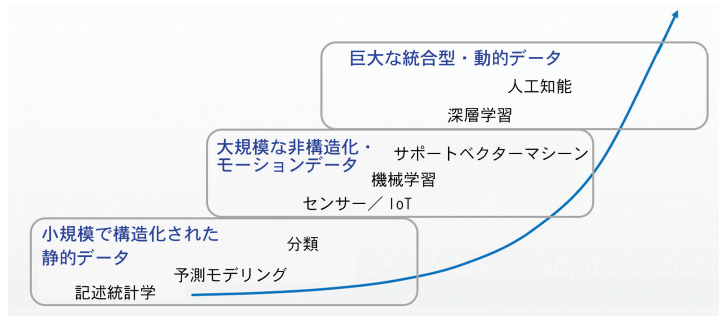 巨大な統合型・動的データ
人工知能
深層学習
大規模な非構造化・
モーションデータ
サポートベクターマシーン
機械学習
センサー／IoT
小規模で構造化された
静的データ
分類
予測モデリング
記述統計学